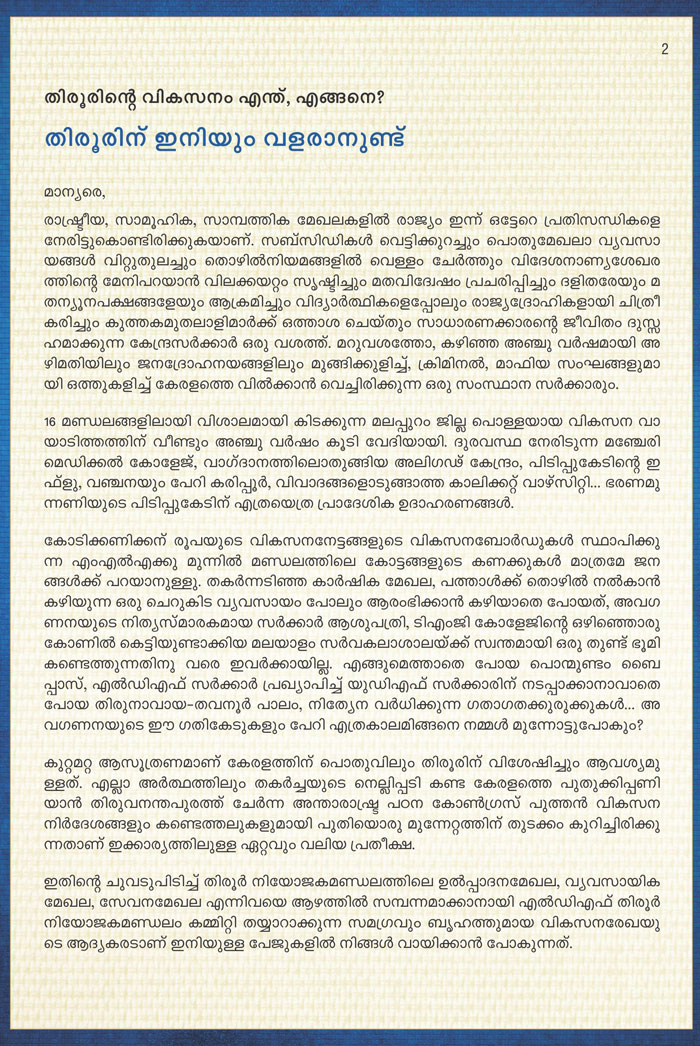 2
തിരൂരിന്റെ വികസനം എന്ത്, എങ്ങനെ?
തിരൂരിന് ഇനിയും വളരാനുണ്ട്
മാന്യരെ,
രാഷ്ട്രീയ, സാമൂഹിക, സാമ്പത്തിക മേഖലകളിൽ രാജ്യം ഇന്ന് ഒട്ടേറെ പ്രതിസന്ധികളെ
നേരിട്ടുകൊണ്ടിരിക്കുകയാണ്. സബ്സിഡികൾ വെട്ടിക്കുറച്ചും പൊതുമേഖലാ വ്യവസാ
യങ്ങൾ വിറ്റുതുലച്ചും തൊഴിൽനിയമങ്ങളിൽ വെള്ളം ചേർത്തും വിദേശനാണ്യശേഖര
ത്തിന്റെ മേനിപറയാൻ വിലക്കയറ്റം സൃഷ്ടിച്ചും മതവിദ്വേഷം പ്രചരിപ്പിച്ചും ദളിതരേയും മ
തന്യൂനപക്ഷങ്ങളേയും ആക്രമിച്ചും വിദ്യാർത്ഥികളെപ്പോലും രാജ്യദ്രോഹികളായി ചിത്രീ
കരിച്ചും കുത്തകമുതലാളിമാർക്ക് ഒത്താശ ചെയ്തും സാധാരണക്കാരന്റെ ജീവിതം ദുസ്സ
ഹമാക്കുന്ന കേന്ദ്രസർക്കാർ ഒരു വശത്ത്. മറുവശത്തോ, കഴിഞ്ഞ അഞ്ചു വർഷമായി അ
ഴിമതിയിലും ജനദ്രോഹനയങ്ങളിലും മുങ്ങിക്കുളിച്ച്, ക്രിമിനൽ, മാഫിയ സംഘങ്ങളുമാ
യി ഒത്തുകളിച്ച് കേരളത്തെ വിൽക്കാൻ വെച്ചിരിക്കുന്ന ഒരു സംസ്ഥാന സർക്കാരും.
16 മണ്ഡലങ്ങളിലായി വിശാലമായി കിടക്കുന്ന മലപ്പുറം ജില്ല പൊള്ളയായ വികസന വാ
യാടിത്തത്തിന് വീണ്ടും അഞ്ചു വർഷം കൂടി വേദിയായി. ദുരവസ്ഥ നേരിടുന്ന മഞ്ചേരി
മെഡിക്കൽ കോളേജ്, വാഗ്ദാനത്തിലൊതുങ്ങിയ അലിഗഢ് കേന്ദ്രം, പിടിപ്പുകേടിന്റെ ഇ
ഫ്ളു, വഞ്ചനയും പേറി കരിപ്പൂർ, വിവാദങ്ങളൊടുങ്ങാത്ത കാലിക്കറ്റ് വാഴ്സിറ്റി... ഭരണമു
ന്നണിയുടെ പിടിപ്പുകേടിന് എത്രയെത്ര പ്രാദേശിക ഉദാഹരണങ്ങൾ.
കോടിക്കണിക്കന് രൂപയുടെ വികസനനേട്ടങ്ങളുടെ വികസനബോർഡുകൾ സ്ഥാപിക്കു
ന്ന എംഎൽഎക്കു മുന്നിൽ മണ്ഡലത്തിലെ കോട്ടങ്ങളുടെ കണക്കുകൾ മാത്രമേ ജന
ങ്ങൾക്ക് പറയാനുള്ളു. തകർന്നടിഞ്ഞ കാർഷിക മേഖല, പത്താൾക്ക് തൊഴിൽ നൽകാൻ
കഴിയുന്ന ഒരു ചെറുകിട വ്യവസായം പോലും ആരംഭിക്കാൻ കഴിയാതെ പോയത്, അവഗ
ണനയുടെ നിത്യസ്മാരകമായ സർക്കാർ ആശുപത്രി, ടിഎംജി കോളേജിന്റെ ഒഴിഞ്ഞൊരു
കോണിൽ കെട്ടിയുണ്ടാക്കിയ മലയാളം സർവകലാശാലയ്ക്ക് സ്വന്തമായി ഒരു തുണ്ട് ഭൂമി
കണ്ടെത്തുന്നതിനു വരെ ഇവർക്കായില്ല. എങ്ങുമെത്താതെ പോയ പൊന്മുണ്ടം ബൈ
പ്പാസ്, എൽഡിഎഫ് സർക്കാർ പ്രഖ്യാപിച്ച് യുഡിഎഫ് സർക്കാരിന് നടപ്പാക്കാനാവാതെ
പോയ തിരുനാവായ-തവനൂർ പാലം, നിത്യേന വർധിക്കുന്ന ഗതാഗതക്കുരുക്കുകൾ... അ
വഗണനയുടെ ഈ ഗതികേടുകളും പേറി എത്രകാലമിങ്ങനെ നമ്മൾ മുന്നോട്ടുപോകും?
കുറ്റമറ്റ ആസൂത്രണമാണ് കേരളത്തിന് പൊതുവിലും തിരൂരിന് വിശേഷിച്ചും ആവശ്യമു
ള്ളത്. എല്ലാ അർത്ഥത്തിലും തകർച്ചയുടെ നെല്ലിപ്പടി കണ്ട കേരളത്തെ പുതുക്കിപ്പണി
യാൻ തിരുവനന്തപുരത്ത് ചേർന്ന അന്താരാഷ്ട്ര പഠന കോൺഗ്രസ് പുത്തൻ വികസന
നിർദേശങ്ങളും കണ്ടെത്തലുകളുമായി പുതിയൊരു മുന്നേറ്റത്തിന് തുടക്കം കുറിച്ചിരിക്കു
ന്നതാണ് ഇക്കാര്യത്തിലുള്ള ഏറ്റവും വലിയ പ്രതീക്ഷ.
ഇതിന്റെ ചുവടുപിടിച്ച് തിരൂർ നിയോജകമണ്ഡലത്തിലെ ഉൽപ്പാദനമേഖല, വ്യവസായിക
മേഖല, സേവനമേഖല എന്നിവയെ ആഴത്തിൽ സമ്പന്നമാക്കാനായി എൽഡിഎഫ് തിരൂർ
നിയോജകമണ്ഡലം കമ്മിറ്റി തയ്യാറാക്കുന്ന സമഗ്രവും ബൃഹത്തുമായ വികസനരേഖയു
ടെ ആദ്യകരടാണ് ഇനിയുള്ള പേജുകളിൽ നിങ്ങൾ വായിക്കാൻ പോകുന്നത്.